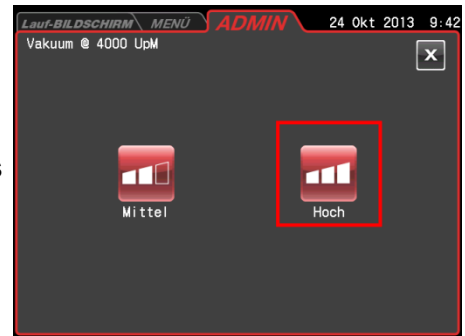 Lauf-BILDSCHIRM MENÜ ADMIN 24 Okt 2013 9:42
Vakuum @ 4000 UpM
X
Mittel Hoch
s